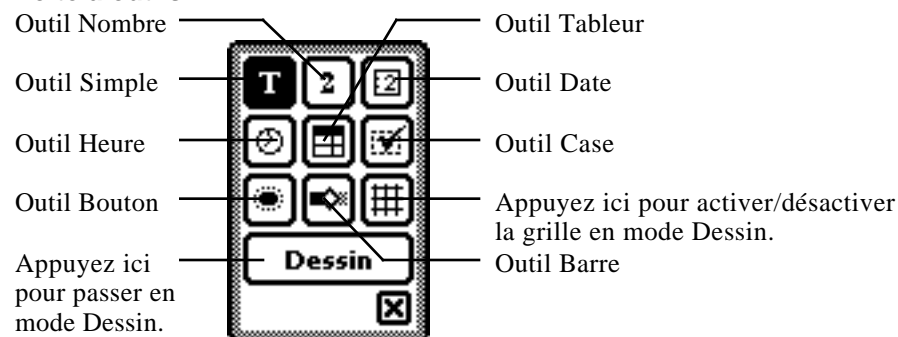 Outil Nombre
Outil Tableur
Outil Simple
T
2
2
Outil Date
Outil Heure
Outil Case
Outil Bouton
Appuyez ici pour activer/désactiver
la grille en mode Dessin.
Appuyez ici
pour passer en
mode Dessin.
Dessin
Outil Barre